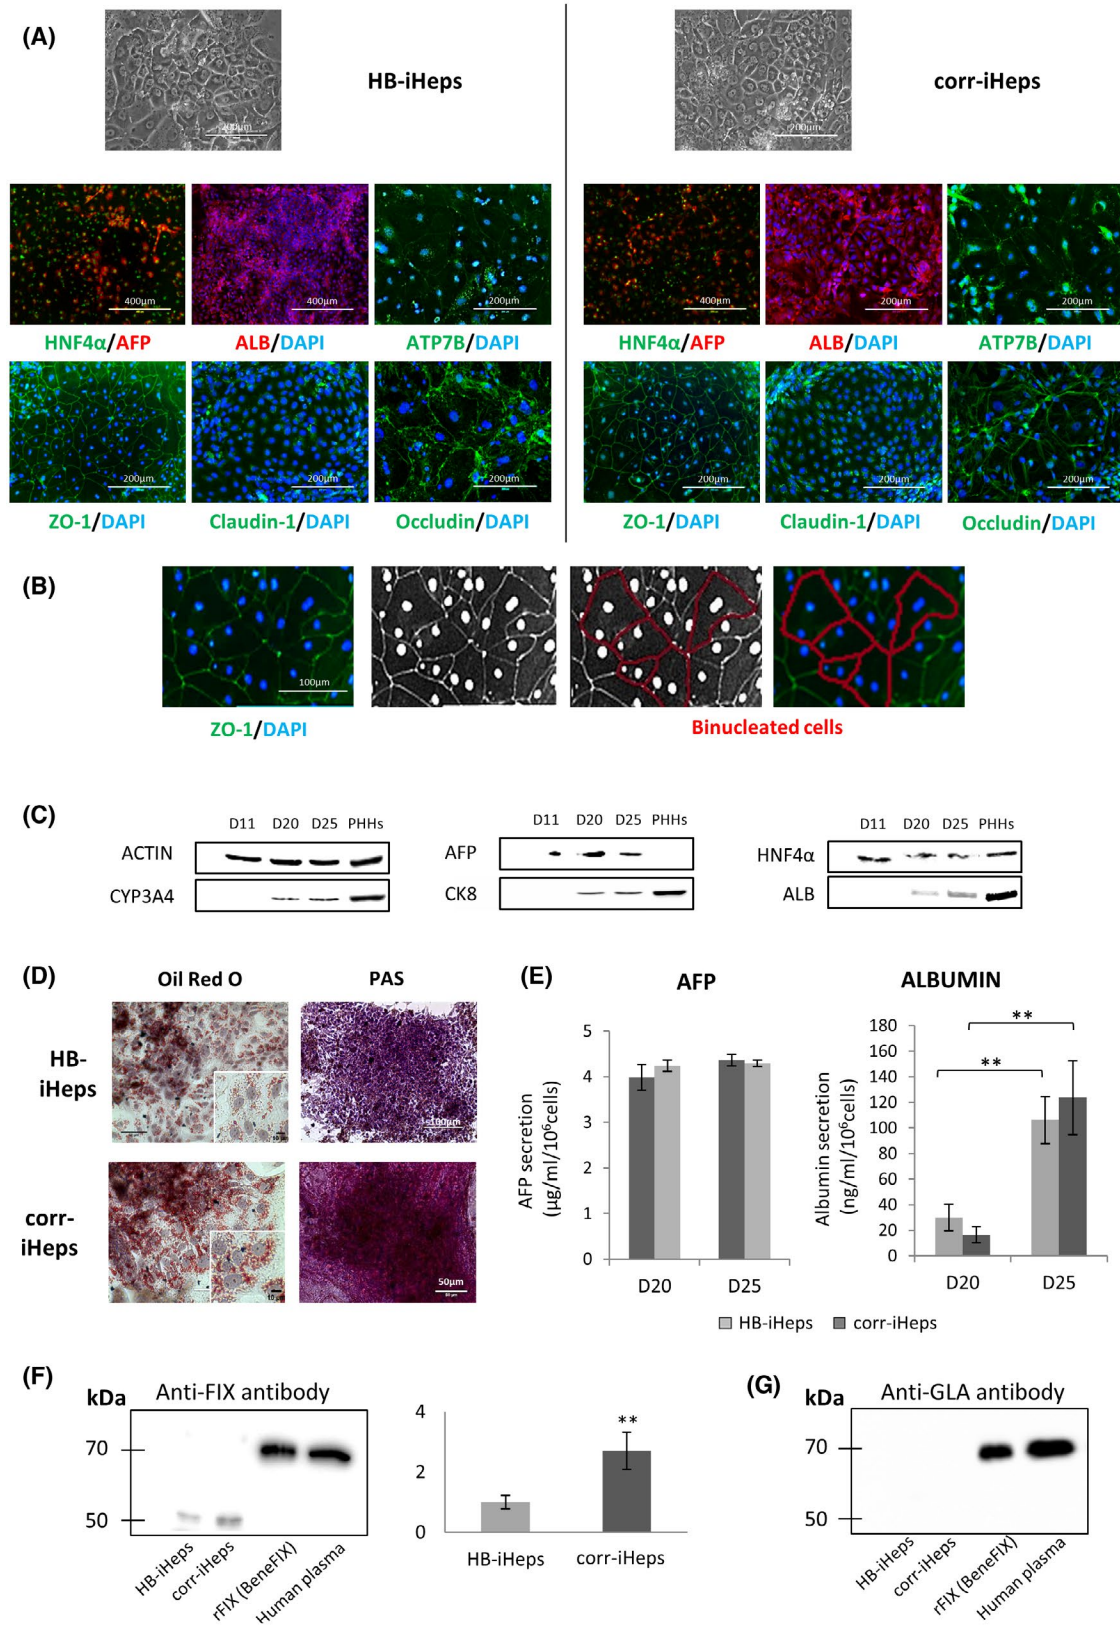 (A)
HB-iHeps
corr-iHeps
200μm
200μm
400μm
400μm
200μm
400μm
200μm
200μm
HNF4α/AFP
ALB/DAPI
ATP7B/DAPI
HNF4α/AFP
ALB/DAPI
ATP7B/DAPI
200μm
200μm
200μm
200μm
200μm
200μm
ZO-1/DAPI
Claudin-1/DAPI
Occludin/DAPI
ZO-1/DAPI
Claudin-1/DAPI
Occludin/DAPI
(B)
100μm
ZO-1/DAPI
Binucleated cells
(C)
D11 D20 D25 PHHs
D11 D20 D25 PHHs
D11 D20 D25 PHHs
ACTIN
AFP
HNF4α
CYP3A4
CK8
ALB
(D)
Oil Red O
PAS
HB-
iHeps
100μm
corr-
iHeps
50μm
10 μm
(E)
AFP
ALBUMIN
AFP secretion
(μg/ml/10⁶cells)
5
4
3
2
1
0
D20
D25
Albumin secretion
(ng/ml/10⁶cells)
180
160
140
120
100
80
60
40
20
0
**
**
D20
D25
HB-iHeps
corr-iHeps
(F)
kDa
Anti-FIX antibody
70
50
HB-iHeps
corr-iHeps
rFIX (BeneFIX)
Human plasma
4
2
0
**
HB-iHeps
corr-iHeps
(G)
kDa
Anti-GLA antibody
70
50
HB-iHeps
corr-iHeps
rFIX (BeneFIX)
Human plasma